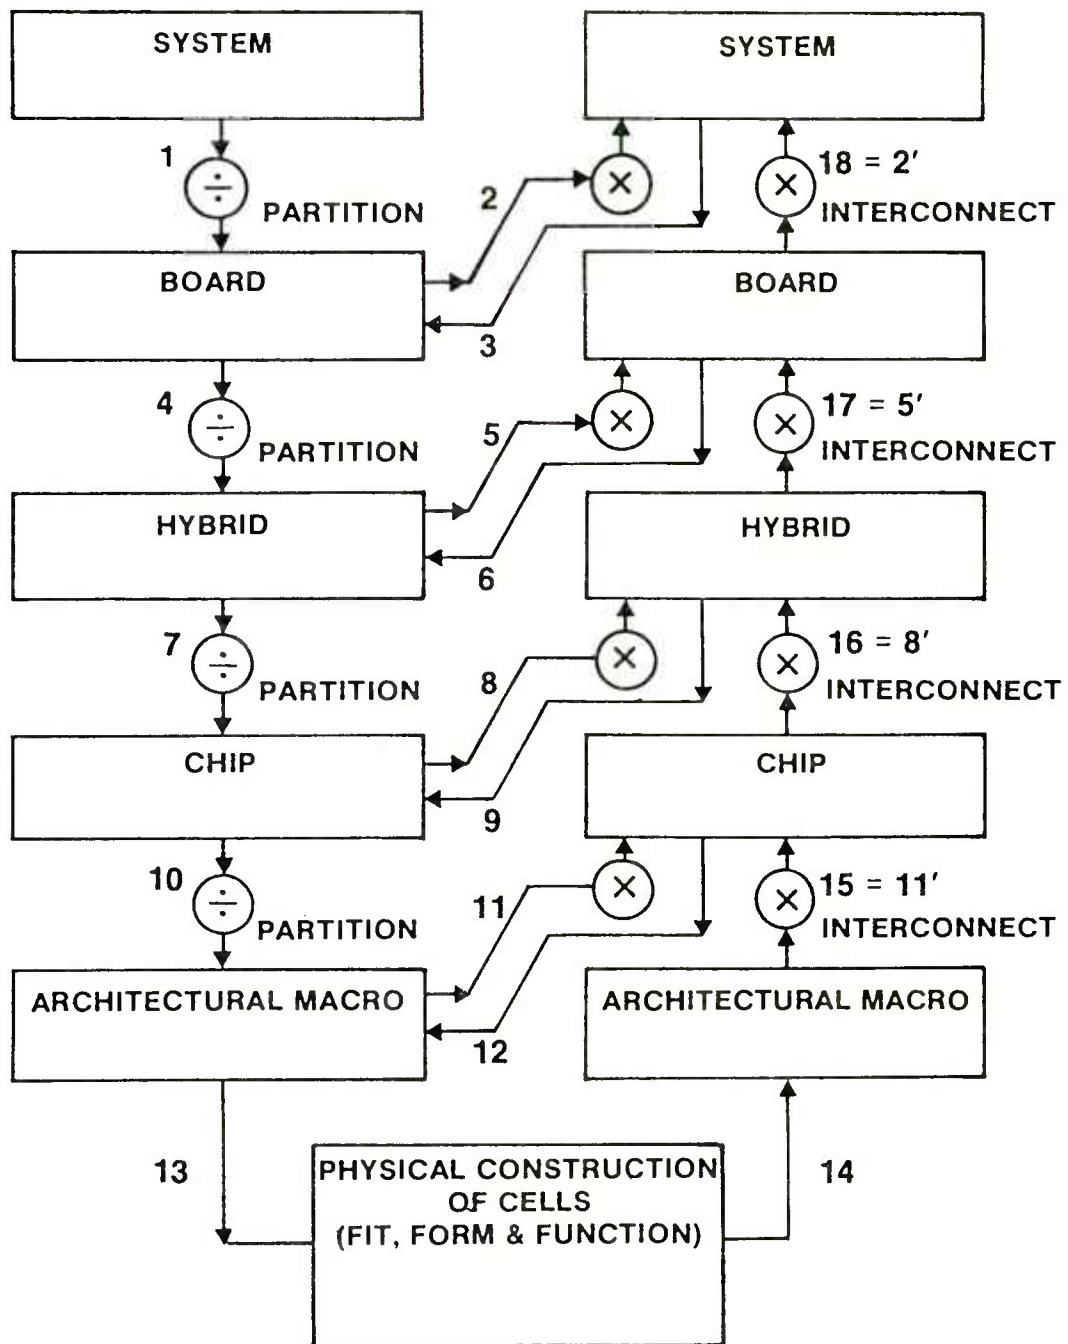 SYSTEM
SYSTEM
1
÷
PARTITION
2
×
3
×
18 = 2′
INTERCONNECT
BOARD
BOARD
4
÷
PARTITION
5
×
6
×
17 = 5′
INTERCONNECT
HYBRID
HYBRID
7
÷
PARTITION
8
×
9
×
16 = 8′
INTERCONNECT
CHIP
CHIP
10
÷
PARTITION
11
×
12
×
15 = 11′
INTERCONNECT
ARCHITECTURAL MACRO
ARCHITECTURAL MACRO
13
PHYSICAL CONSTRUCTION
OF CELLS
(FIT, FORM & FUNCTION)
14